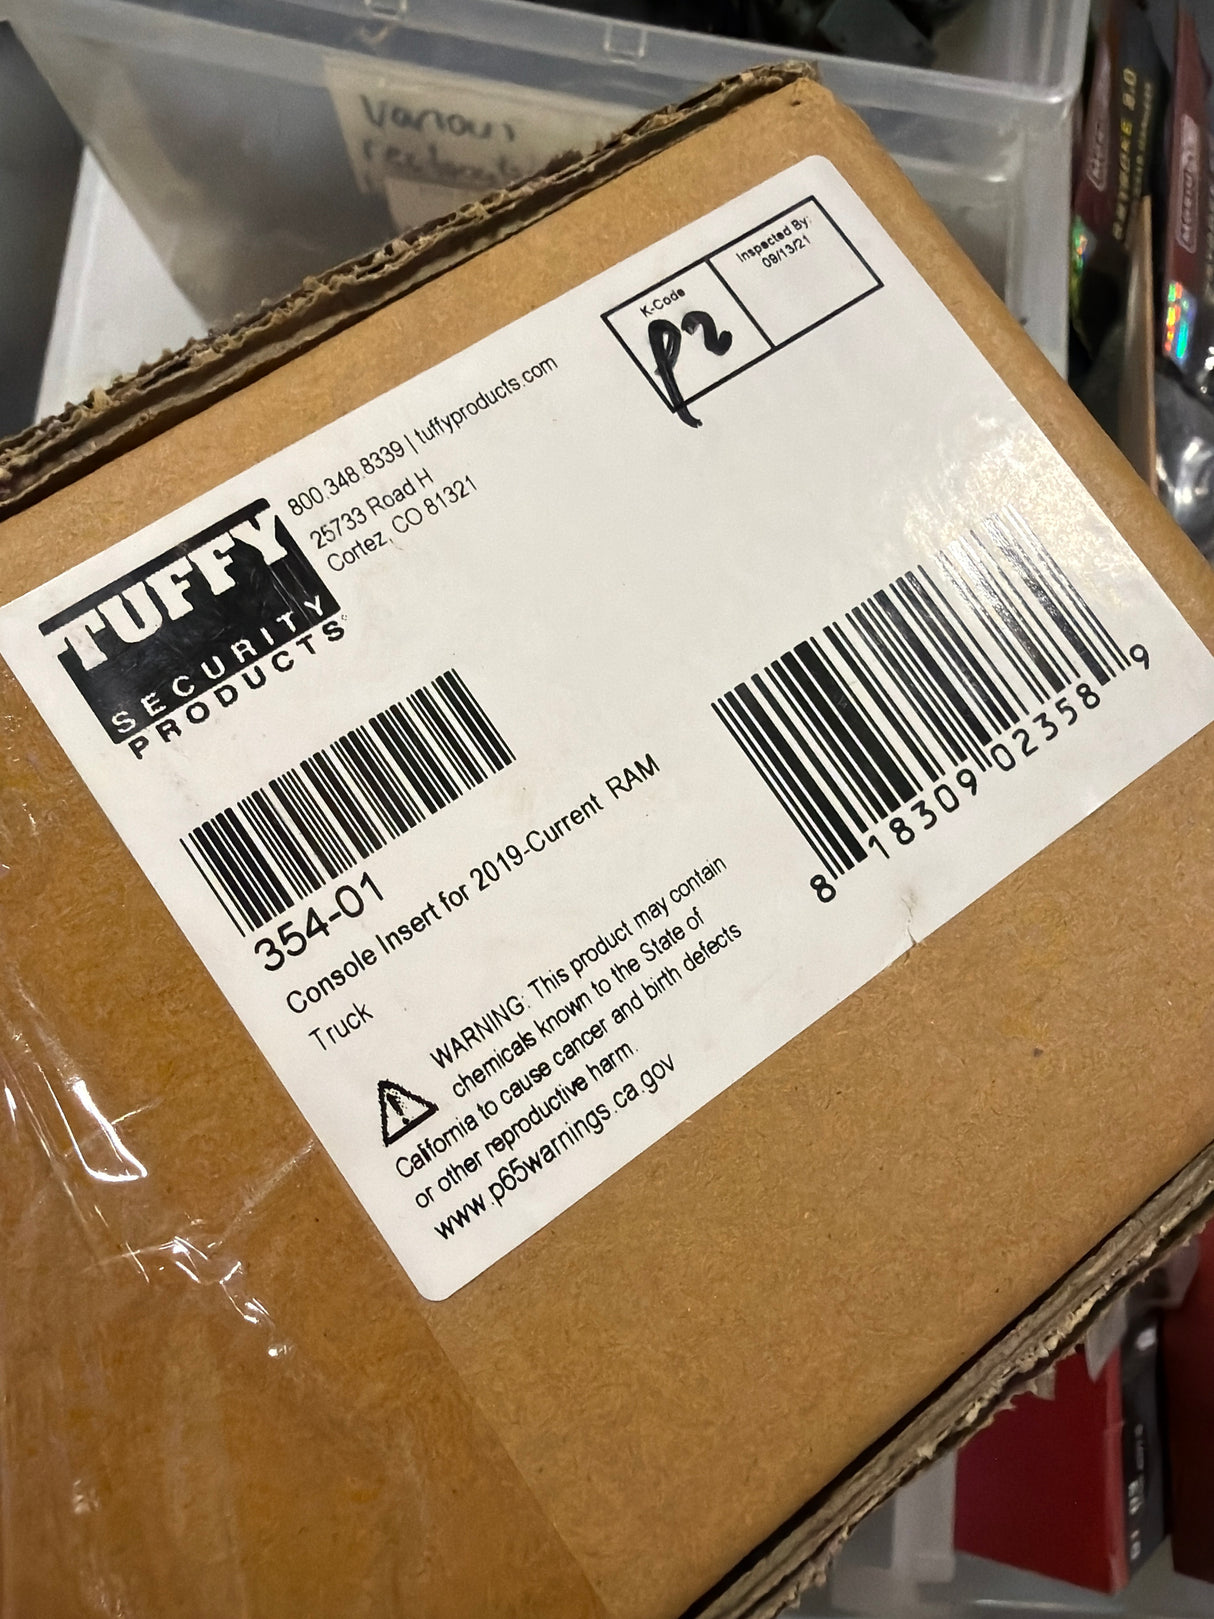 Various
K-Code
P2
Inspected By:
09/13/21
TUFFY
SECURITY
PRODUCTS
800.348.8339 | tuffyproducts.com
25733 Road H
Cortez, CO 81321
354-01
Console Insert for 2019-Current RAM
Truck
8 18309 02358 9
WARNING: This product may contain
chemicals known to the State of
California to cause cancer and birth defects
or other reproductive harm.
www.p65warnings.ca.gov